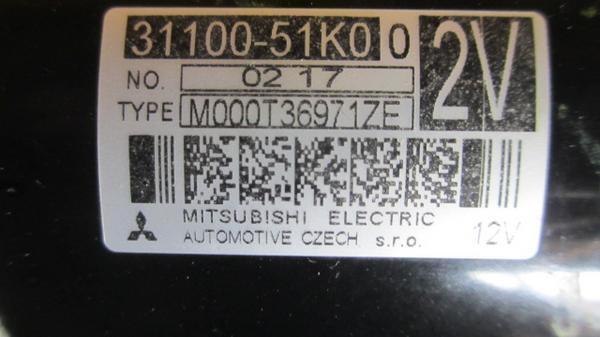 31100-51K0 0
2V
NO. 02 17
TYPE M000T36971ZE
MITSUBISHI ELECTRIC
AUTOMOTIVE CZECH s.r.o. 12V